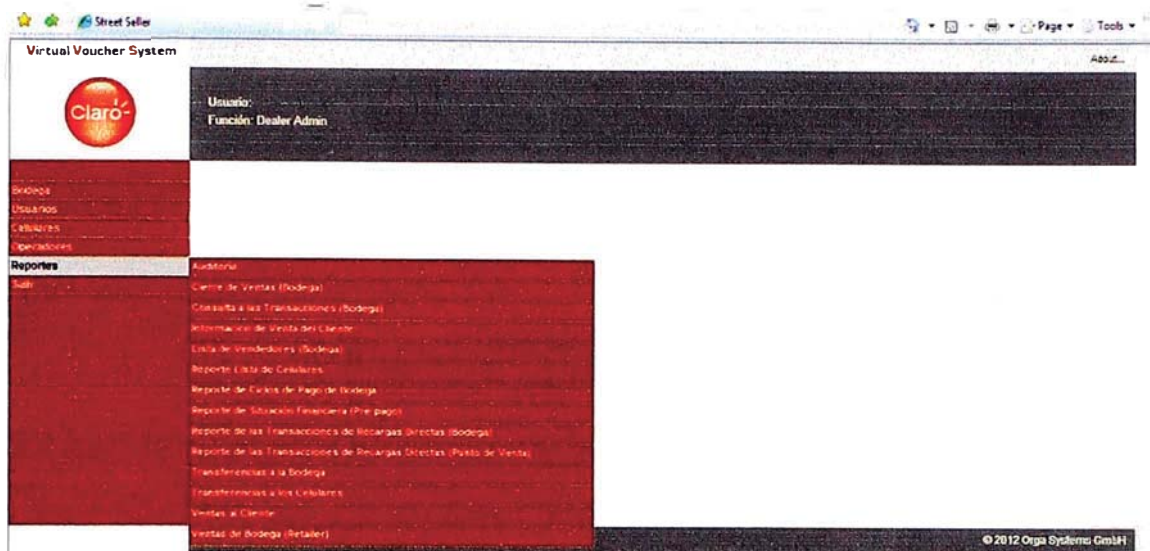 Street Seller
Page
Tools
Virtual Voucher System
About...
Claro
Usuario:
Función: Dealer Admin
Bodega
Usuarios
Celulares
Operadores
Reportes
Salir
Auditoria
Cierre de Ventas (Bodega)
Consulta a las Transacciones (Bodega)
Informacion de Venta del Cliente
Lista de Vendedores (Bodega)
Reporte Lista de Celulares
Reporte de Ciclos de Pago de Bodega
Reporte de Situación Financiera (Pre-pago)
Reporte de las Transacciones de Recargas Directas (Bodega)
Reporte de las Transacciones de Recargas Directas (Punto de Venta)
Transferencias a la Bodega
Transferencias a los Celulares
Ventas al Cliente
Ventas de Bodega (Retailer)
© 2012 Orga Systems GmbH